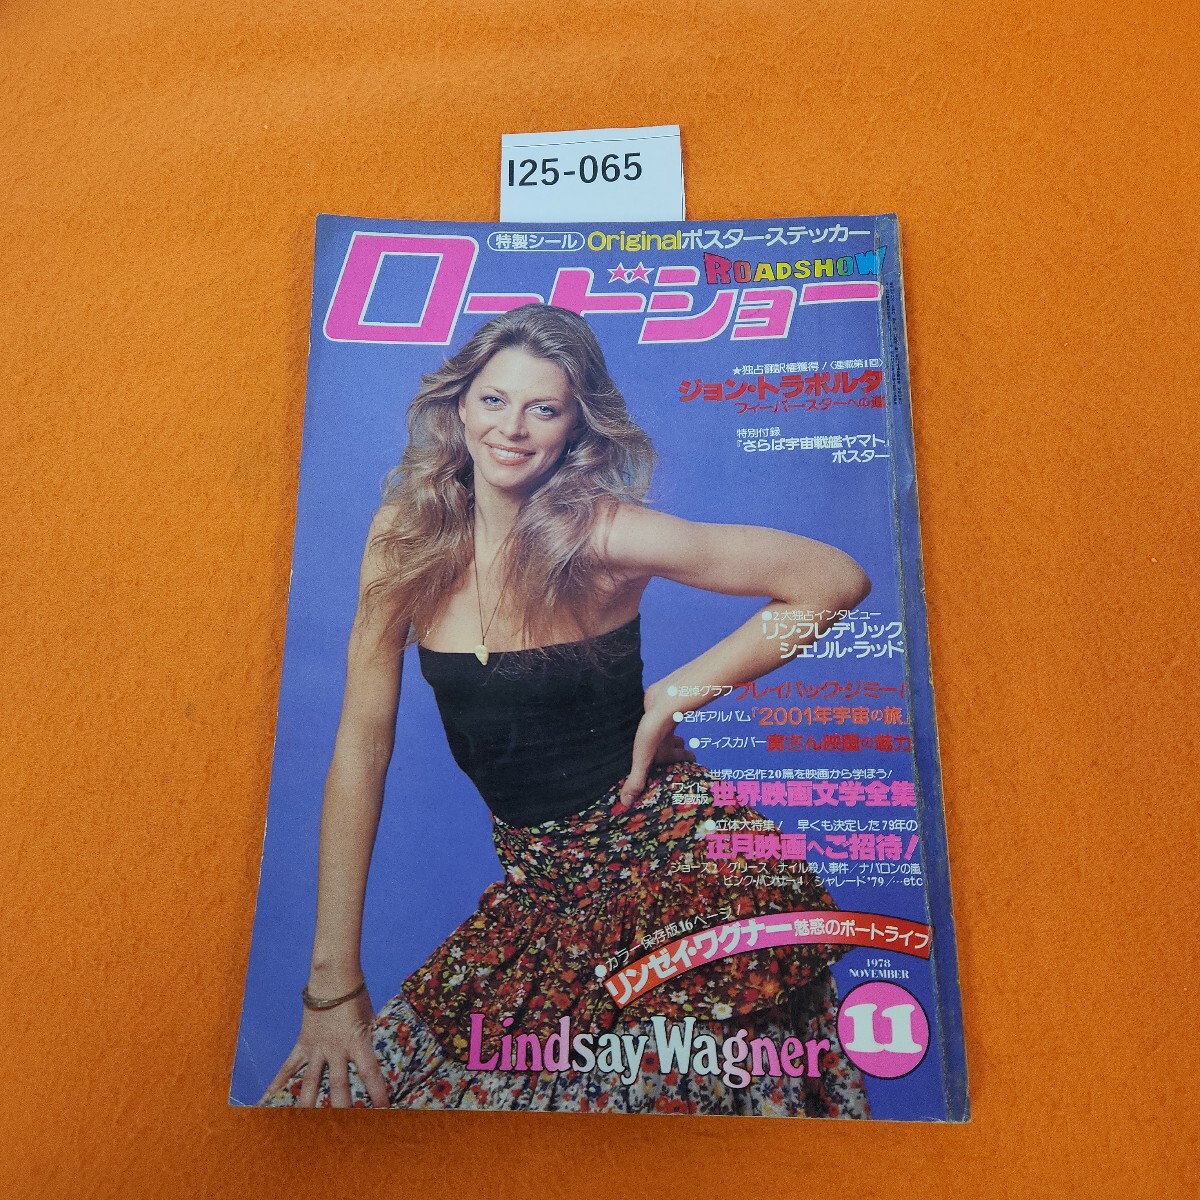 I25-065
特製シール Originalポスター・ステッカー
ロードショー
ROADSHOW
★独占翻訳権獲得!〈連載第1回〉
ジョン・トラボルタ
フィーバー・スターへの道
特別付録
『さらば宇宙戦艦ヤマト』
ポスター
●2大独占インタビュー
リン・フレデリック
シェリル・ラッド
●追悼グラフ プレイバック・ジミー!
●名作アルバム『2001年宇宙の旅』
●ディスカバー 寅さん映画の魅力
世界の名作20篇を映画から学ぼう!
ワイド愛蔵版 世界映画文学全集
●立体大特集! 早くも決定した79年の
正月映画へご招待!
ジョーズ2/グリース/ナイル殺人事件/ナバロンの嵐
ピンク・パンサー4/シャレード'79/…etc
●カラー保存版16ページ!
リンゼイ・ワグナー 魅惑のポートライフ
1978
NOVEMBER
11
Lindsay Wagner